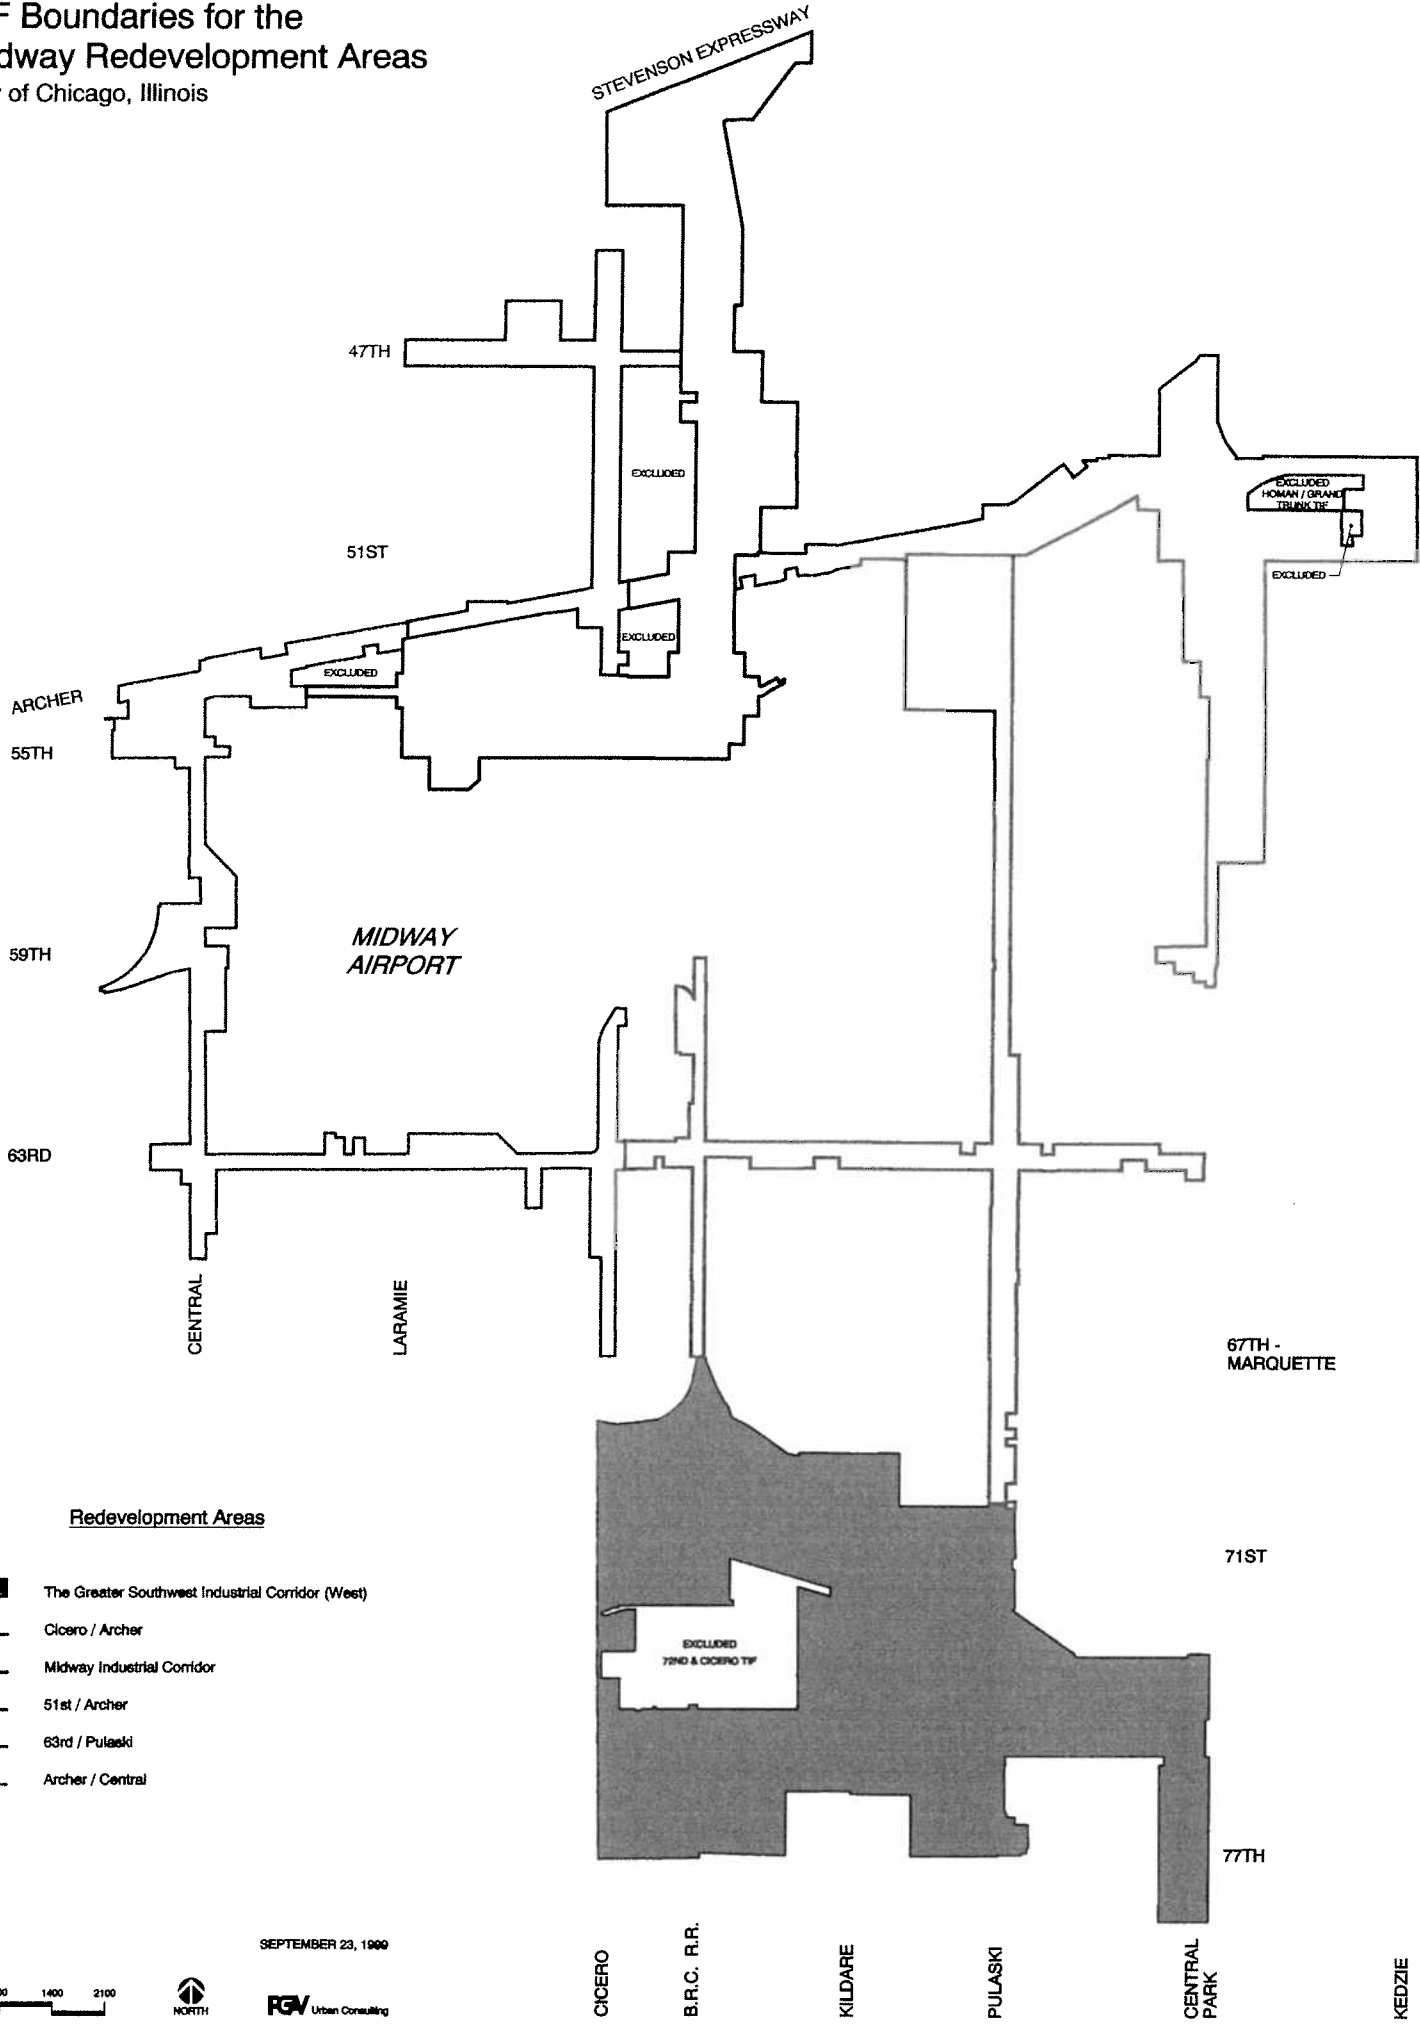 F Boundaries for the
dway Redevelopment Areas
of Chicago, Illinois
STEVENSON EXPRESSWAY
47TH
EXCLUDED
EXCLUDED
HOMAN / GRAND
TRUNK TIF
51ST
EXCLUDED
EXCLUDED
EXCLUDED
ARCHER
55TH
MIDWAY
AIRPORT
59TH
63RD
CENTRAL
LARAMIE
67TH -
MARQUETTE
Redevelopment Areas
71ST
The Greater Southwest Industrial Corridor (West)
Cicero / Archer
Midway Industrial Corridor
51st / Archer
63rd / Pulaski
Archer / Central
EXCLUDED
72ND & CICERO TIF
77TH
SEPTEMBER 23, 1999
1400 2100
NORTH
PGAV Urban Consulting
CICERO
B.R.C. R.R.
KILDARE
PULASKI
CENTRAL
PARK
KEDZIE